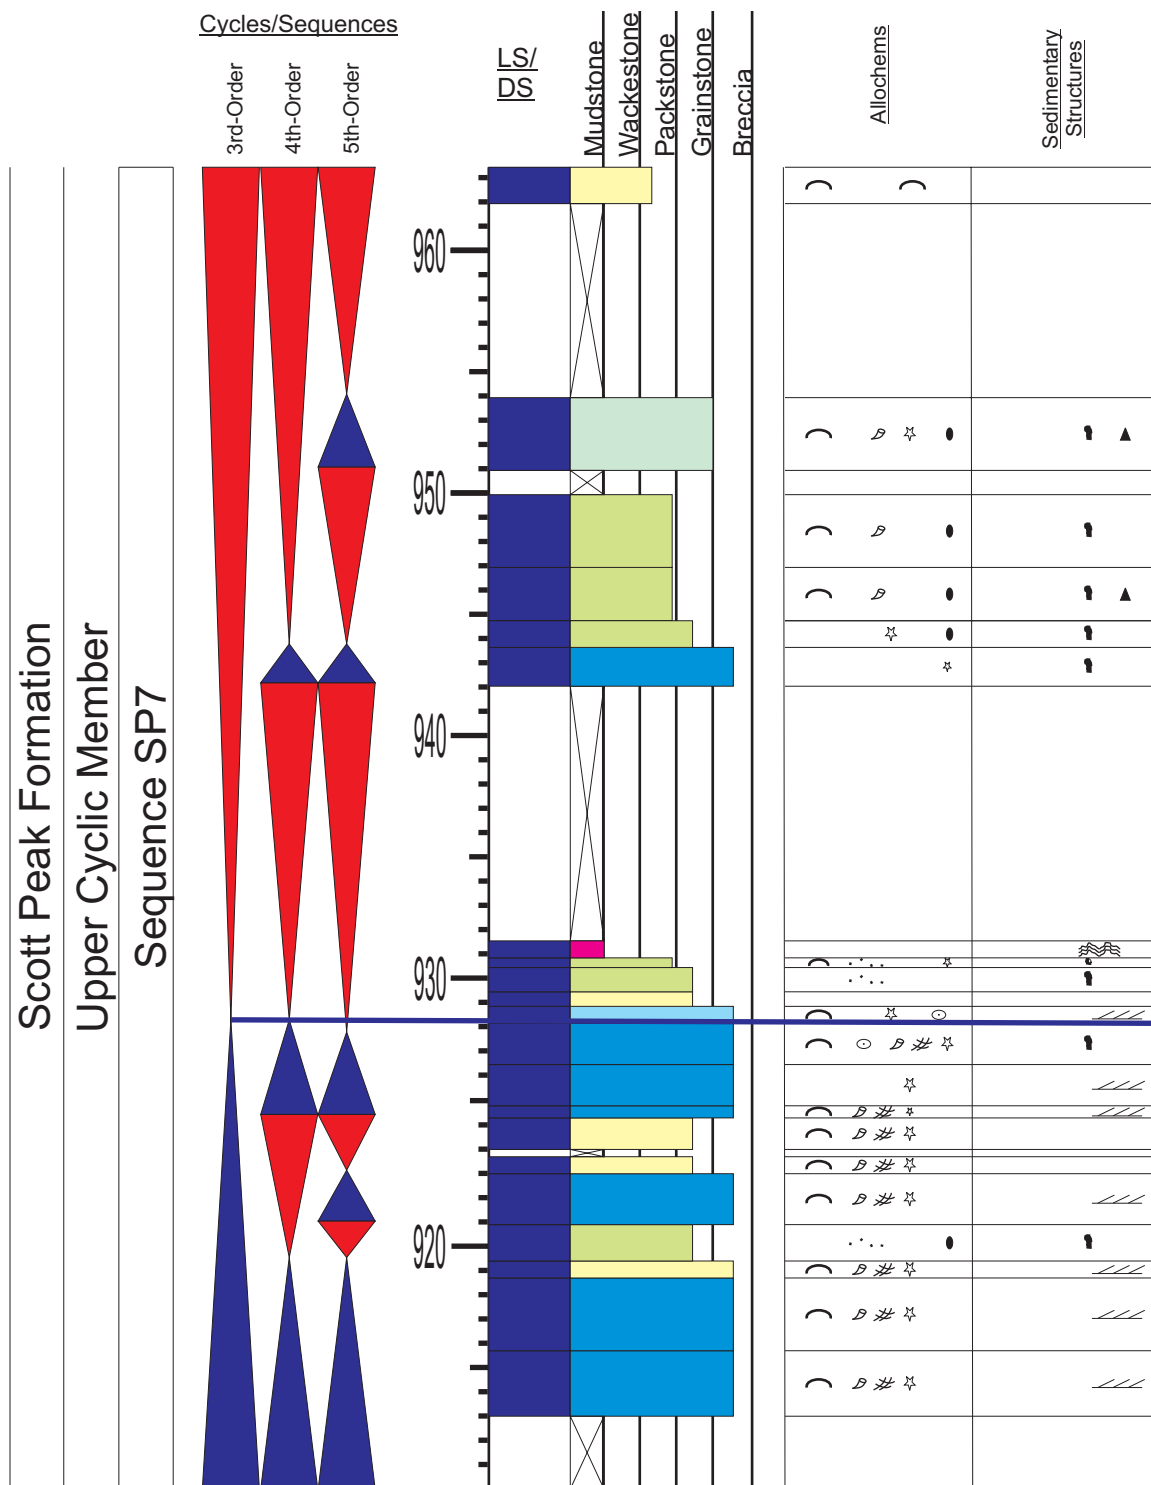 Cycles/Sequences
3rd-Order
4th-Order
5th-Order
LS/
DS
Mudstone
Wackestone
Packstone
Grainstone
Breccia
Allochems
Sedimentary
Structures
Scott Peak Formation
Upper Cyclic Member
Sequence SP7
960
950
940
930
920